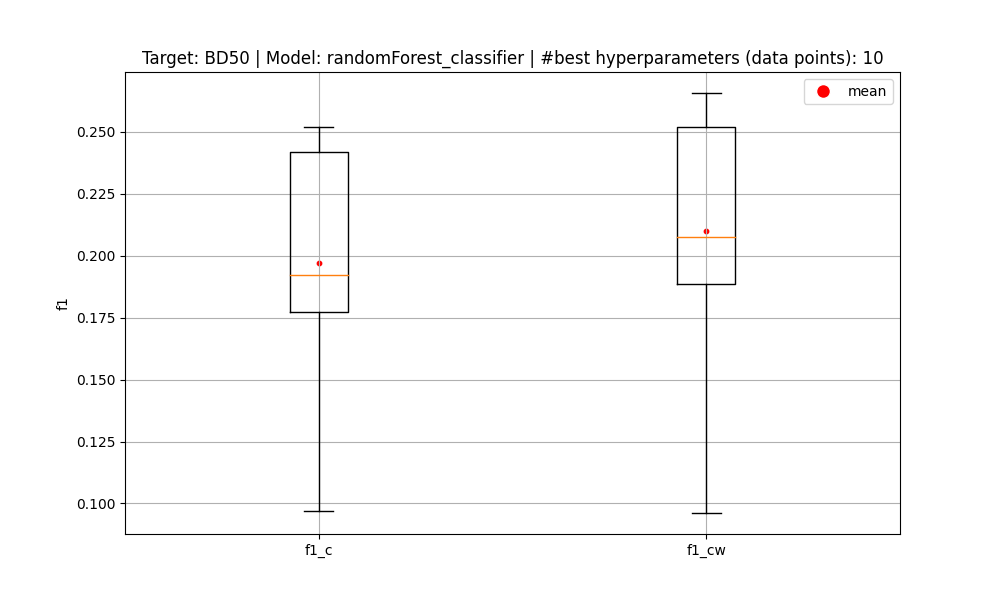 Target: BD50 | Model: randomForest_classifier | #best hyperparameters (data points): 10
mean
0.250
0.225
0.200
0.175
0.150
0.125
0.100
f1
f1_c
f1_cw